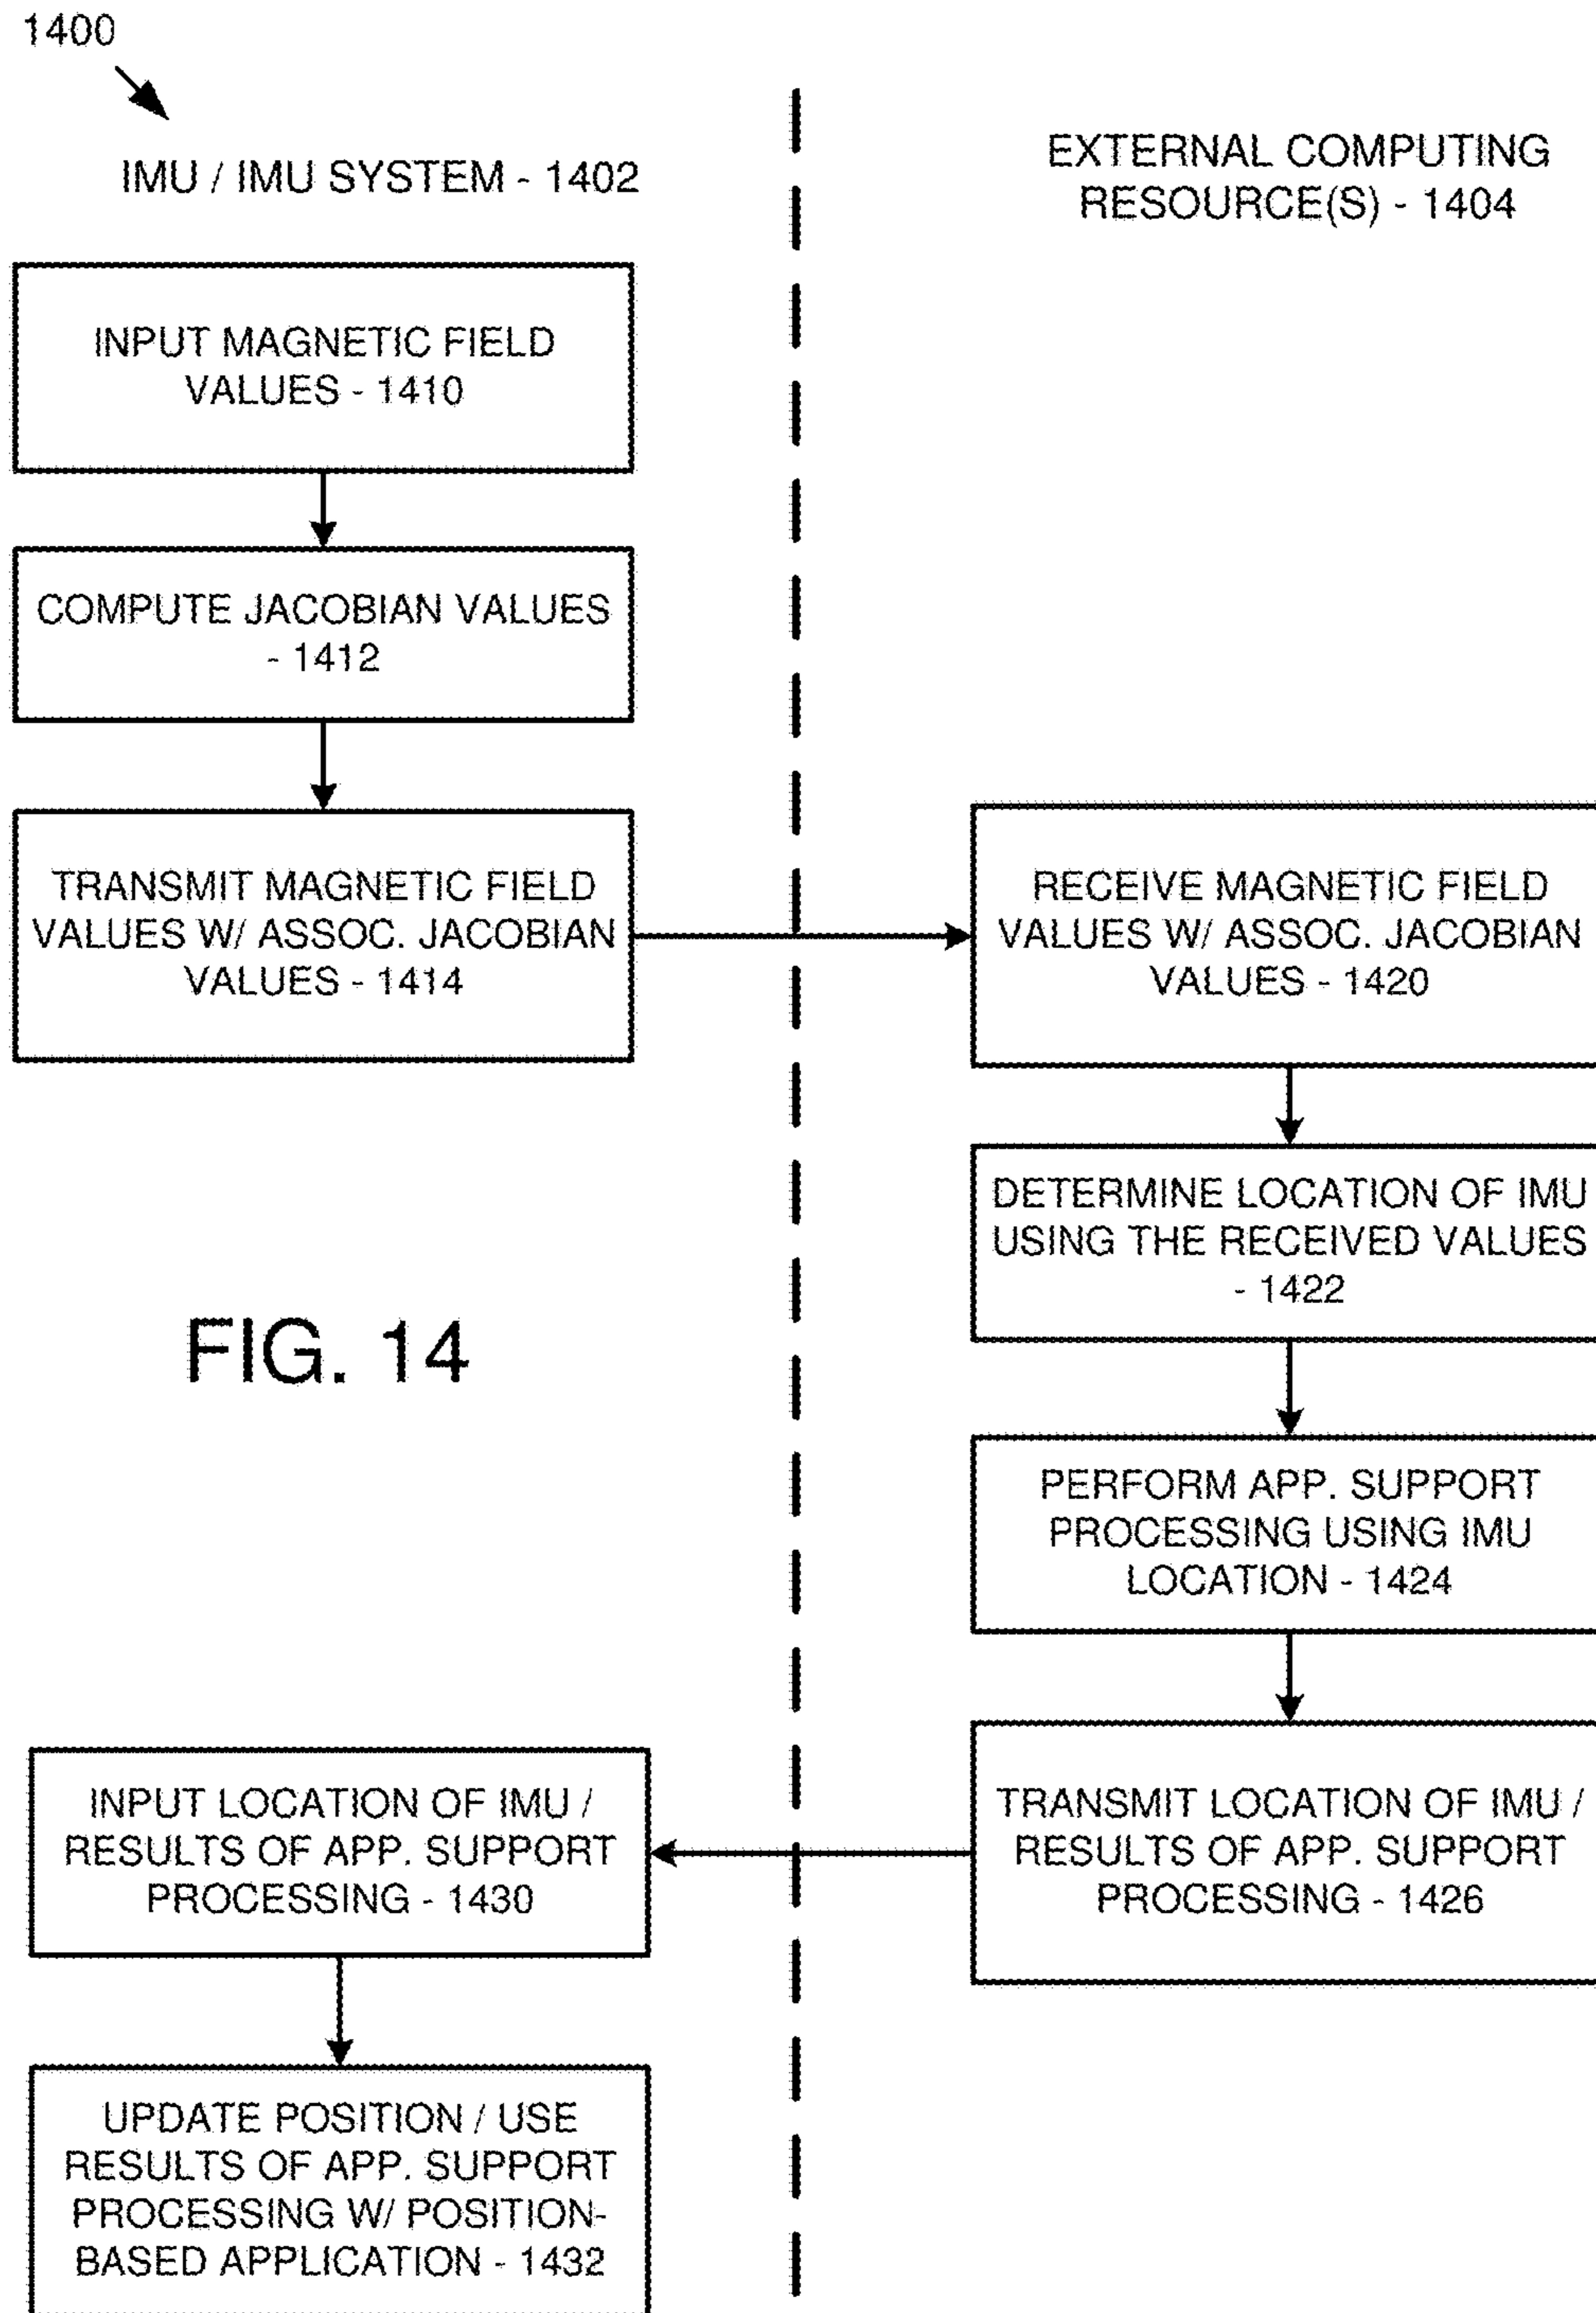 1400
IMU / IMU SYSTEM - 1402
EXTERNAL COMPUTING
RESOURCE(S) - 1404
INPUT MAGNETIC FIELD
VALUES - 1410
COMPUTE JACOBIAN VALUES
- 1412
TRANSMIT MAGNETIC FIELD
VALUES W/ ASSOC. JACOBIAN
VALUES - 1414
RECEIVE MAGNETIC FIELD
VALUES W/ ASSOC. JACOBIAN
VALUES - 1420
DETERMINE LOCATION OF IMU
USING THE RECEIVED VALUES
- 1422
FIG. 14
PERFORM APP. SUPPORT
PROCESSING USING IMU
LOCATION - 1424
TRANSMIT LOCATION OF IMU /
RESULTS OF APP. SUPPORT
PROCESSING - 1426
INPUT LOCATION OF IMU /
RESULTS OF APP. SUPPORT
PROCESSING - 1430
UPDATE POSITION / USE
RESULTS OF APP. SUPPORT
PROCESSING W/ POSITION-
BASED APPLICATION - 1432